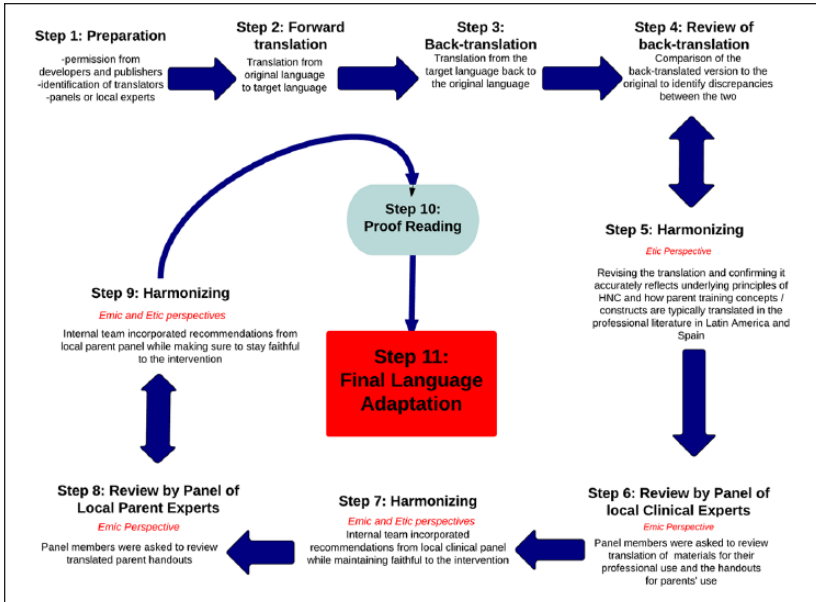 Step 1: Preparation
-permission from
developers and publishers
-identification of translators
-panels or local experts
Step 2: Forward
translation
Translation from
original language
to target language
Step 3:
Back-translation
Translation from the
target language back to
the original language
Step 4: Review of
back-translation
Comparison of the
back-translated version to the
original to identify discrepancies
between the two
Step 5: Harmonizing
Etic Perspective
Revising the translation and confirming it
accurately reflects underlying principles of
HNC and how parent training concepts /
constructs are typically translated in the
professional literature in Latin America and
Spain
Step 6: Review by Panel of
local Clinical Experts
Emic Perspective
Panel members were asked to review
translation of materials for their
professional use and the handouts
for parents' use
Step 7: Harmonizing
Emic and Etic perspectives
Internal team incorporated
recommendations from local clinical panel
while maintaining faithful to the intervention
Step 8: Review by Panel of
Local Parent Experts
Emic Perspective
Panel members were asked to review
translated parent handouts
Step 9: Harmonizing
Emic and Etic perspectives
Internal team incorporated recommendations from
local parent panel while making sure to stay faithful
to the intervention
Step 10:
Proof Reading
Step 11:
Final Language
Adaptation